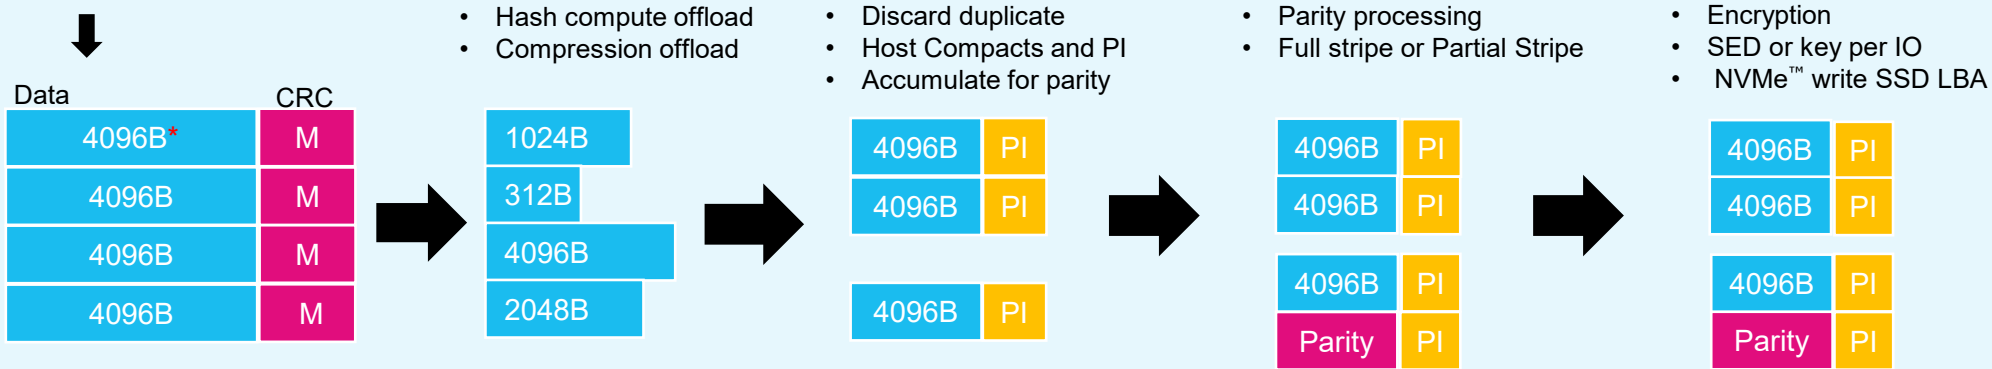 • Hash compute offload
• Compression offload
• Discard duplicate
• Host Compacts and PI
• Accumulate for parity
• Parity processing
• Full stripe or Partial Stripe
• Encryption
• SED or key per IO
• NVMe™ write SSD LBA
Data CRC
4096B* M
4096B M
4096B M
4096B M
1024B
312B
4096B
2048B
4096B PI
4096B PI
4096B PI
4096B PI
4096B PI
4096B PI
Parity PI
4096B PI
4096B PI
4096B PI
Parity PI